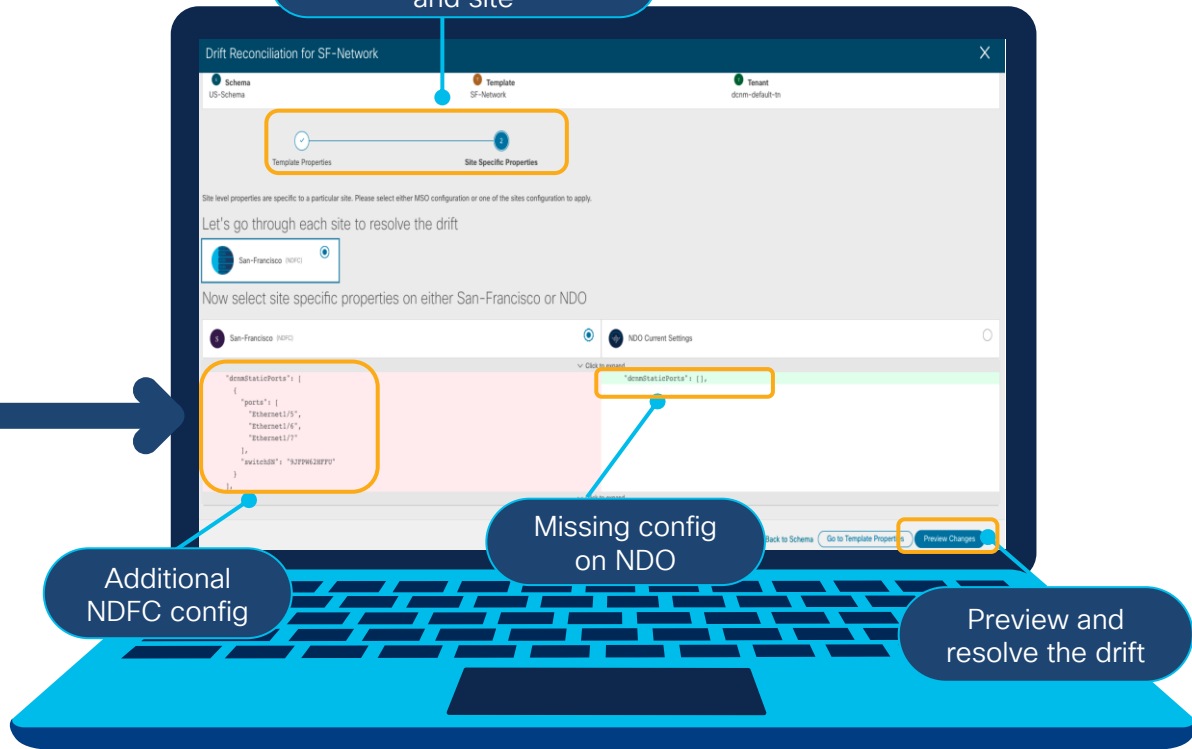 and site
Drift Reconciliation for SF-Network
X
Schema
US-Schema
Template
SF-Network
Tenant
dcnm-default-tn
2
Template Properties
Site Specific Properties
Site level properties are specific to a particular site. Please select either MSO configuration or one of the sites configuration to apply.
Let's go through each site to resolve the drift
San-Francisco (NDFC)
Now select site specific properties on either San-Francisco or NDO
S San-Francisco (NDFC)
NDO Current Settings
Click to expand
"dcnmStaticPorts": [
{
"ports": [
"Ethernet1/5",
"Ethernet1/6",
"Ethernet1/7"
],
"switchSN":
}
],
"dcnmStaticPorts": [],
Missing config
on NDO
Back to Schema
Go to Template Properties
Preview Changes
Additional
NDFC config
Preview and
resolve the drift